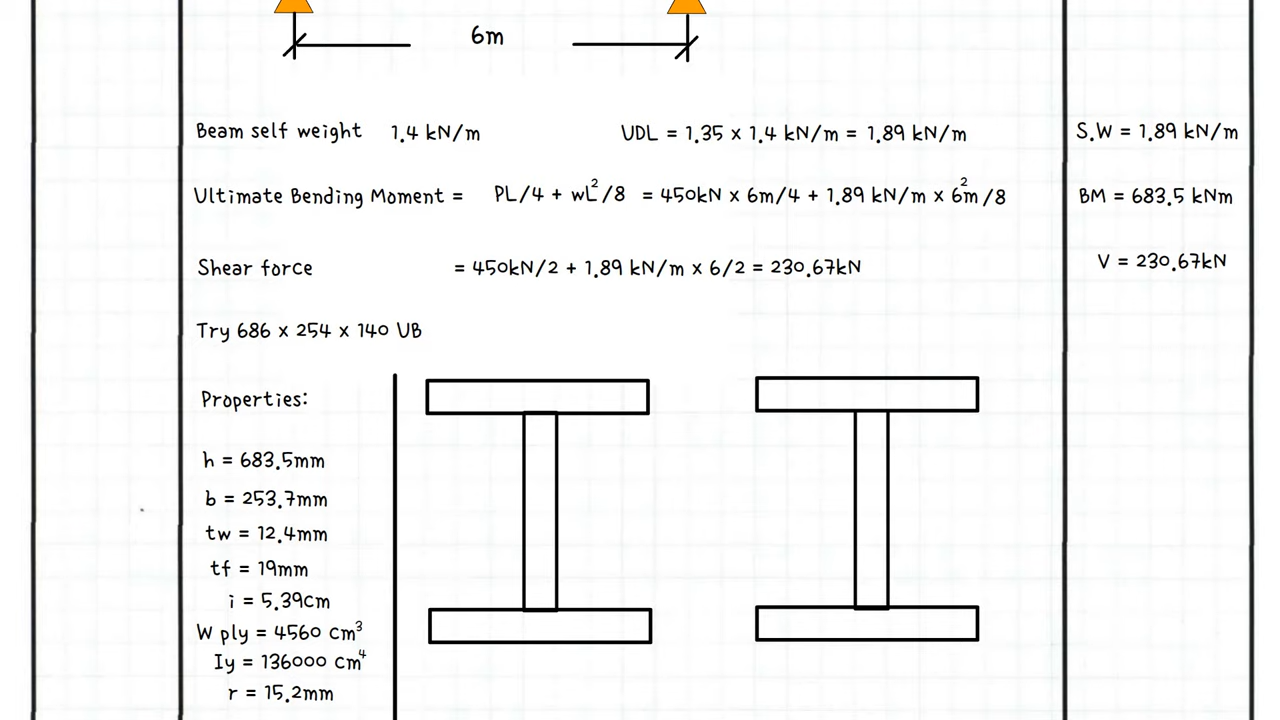 6m
Beam self weight 1.4 kN/m UDL = 1.35 x 1.4 kN/m = 1.89 kN/m S.W = 1.89 kN/m
Ultimate Bending Moment = PL/4 + wL²/8 = 450kN x 6m/4 + 1.89 kN/m x 6²m/8 BM = 683.5 kNm
Shear force = 450kN/2 + 1.89 kN/m x 6/2 = 230.67kN V = 230.67kN
Try 686 x 254 x 140 UB
Properties:
h = 683.5mm
b = 253.7mm
tw = 12.4mm
tf = 19mm
i = 5.39cm
W ply = 4560 cm³
Iy = 136000 cm⁴
r = 15.2mm